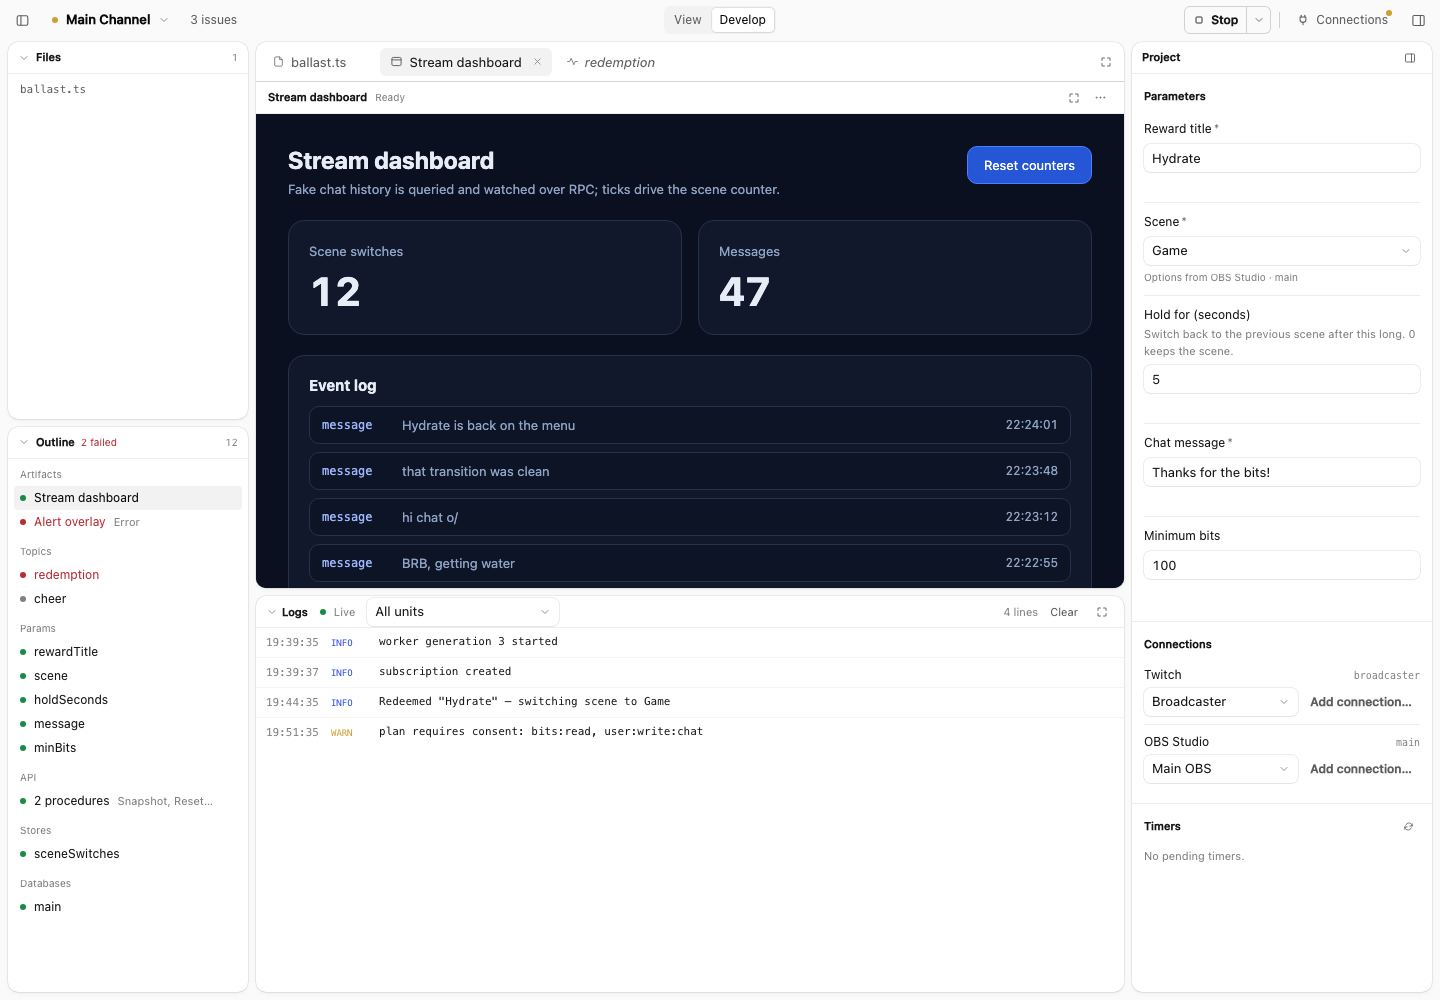 Main Channel
3 issues
View
Develop
Stop
Connections
Files
1
ballast.ts
Outline
2 failed
12
Artifacts
Stream dashboard
Alert overlay
Error
Topics
redemption
cheer
Params
rewardTitle
scene
holdSeconds
message
minBits
API
2 procedures
Snapshot, Reset...
Stores
sceneSwitches
Databases
main
ballast.ts
Stream dashboard
redemption
Stream dashboard
Ready
Stream dashboard
Fake chat history is queried and watched over RPC; ticks drive the scene counter.
Reset counters
Scene switches
12
Messages
47
Event log
message Hydrate is back on the menu 22:24:01
message that transition was clean 22:23:48
message hi chat o/ 22:23:12
message BRB, getting water 22:22:55
Logs
Live
All units
4 lines
Clear
19:39:35 INFO worker generation 3 started
19:39:37 INFO subscription created
19:44:35 INFO Redeemed "Hydrate" — switching scene to Game
19:51:35 WARN plan requires consent: bits:read, user:write:chat
Project
Parameters
Reward title *
Hydrate
Scene *
Game
Options from OBS Studio · main
Hold for (seconds)
Switch back to the previous scene after this long. 0
keeps the scene.
5
Chat message *
Thanks for the bits!
Minimum bits
100
Connections
Twitch
broadcaster
Broadcaster
Add connection...
OBS Studio
main
Main OBS
Add connection...
Timers
No pending timers.